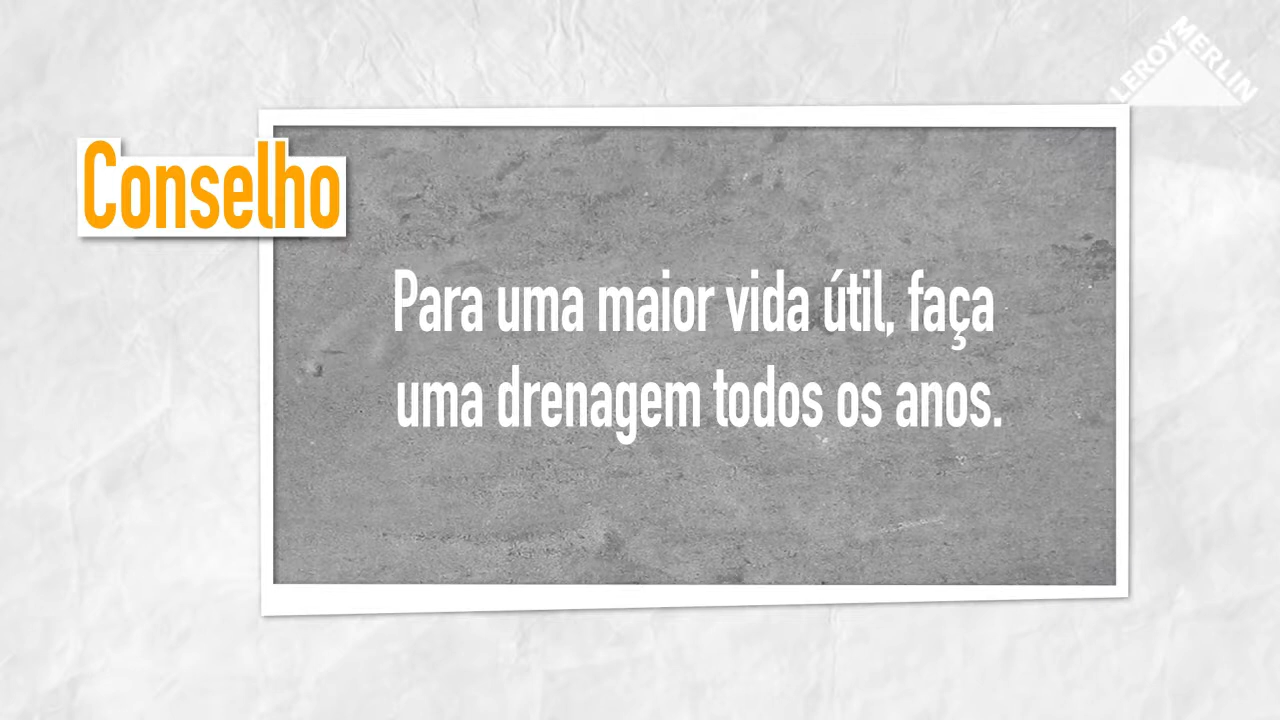 LEROY MERLIN
Conselho
Para uma maior vida útil, faça
uma drenagem todos os anos.